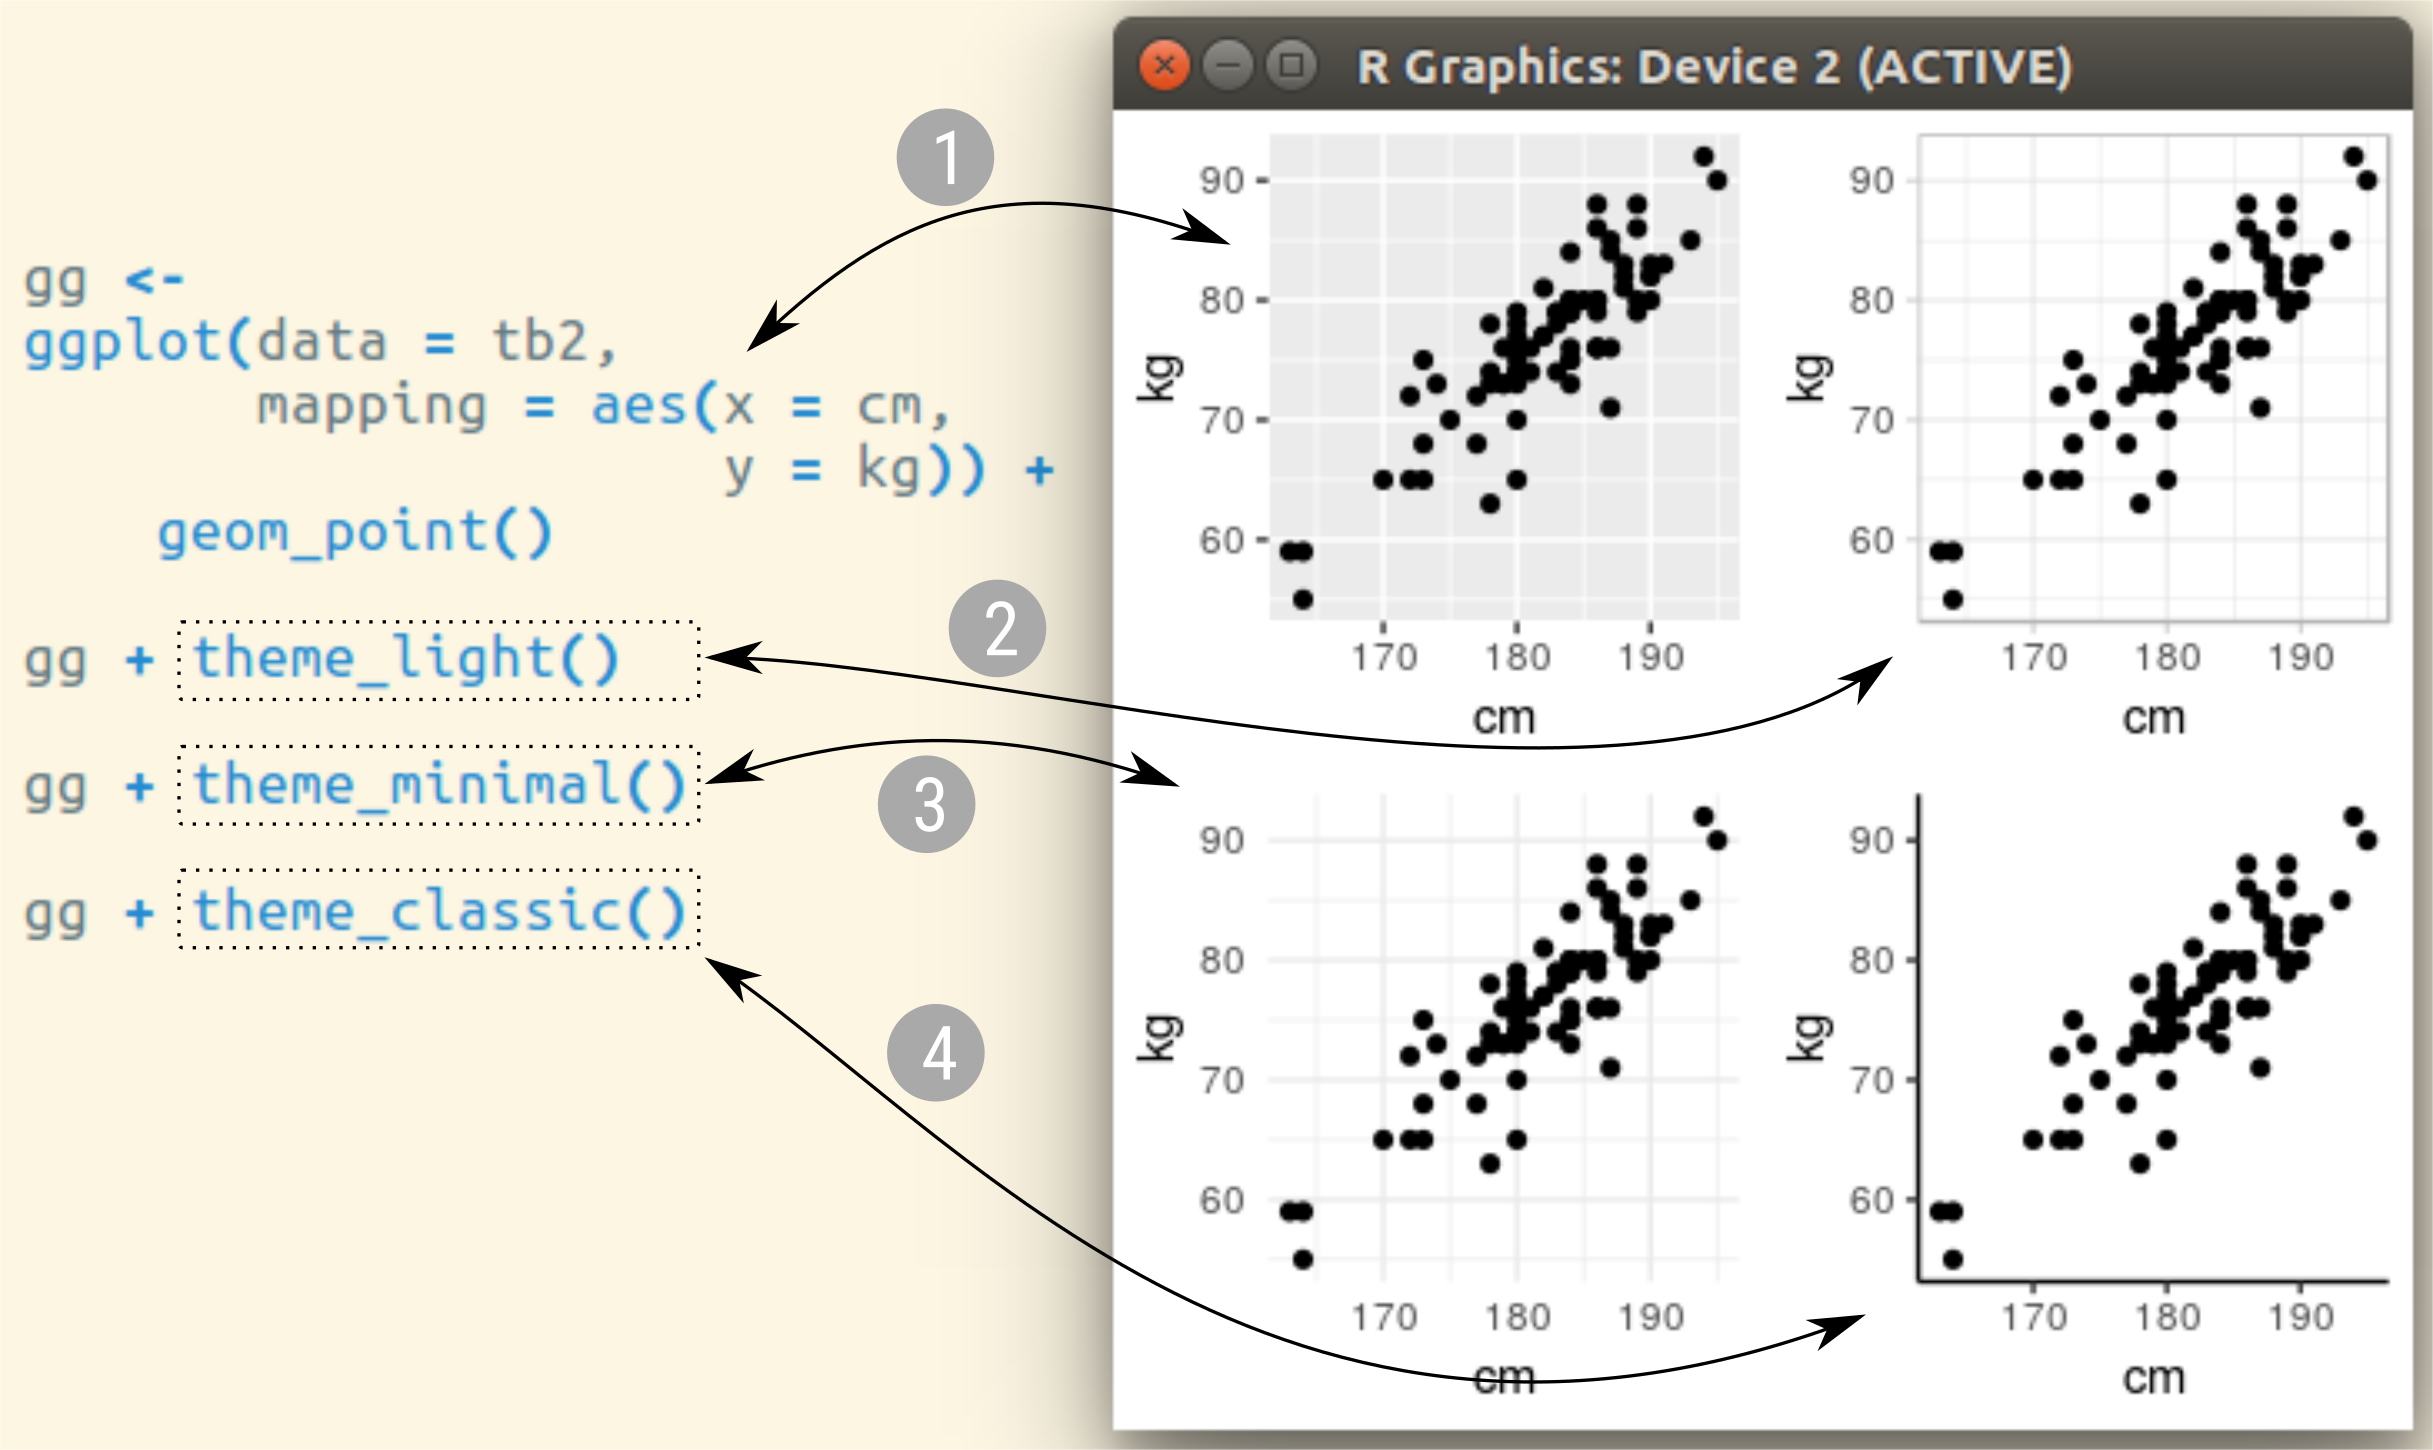 gg <-
ggplot(data = tb2,
mapping = aes(x = cm,
y = kg)) +
geom_point()
gg + theme_light()
gg + theme_minimal()
gg + theme_classic()
1
2
3
4
R Graphics: Device 2 (ACTIVE)
90
80
70
60
kg
170 180 190
cm
90
80
70
60
kg
170 180 190
cm
90
80
70
60
kg
170 180 190
cm
90
80
70
60
kg
170 180 190
cm